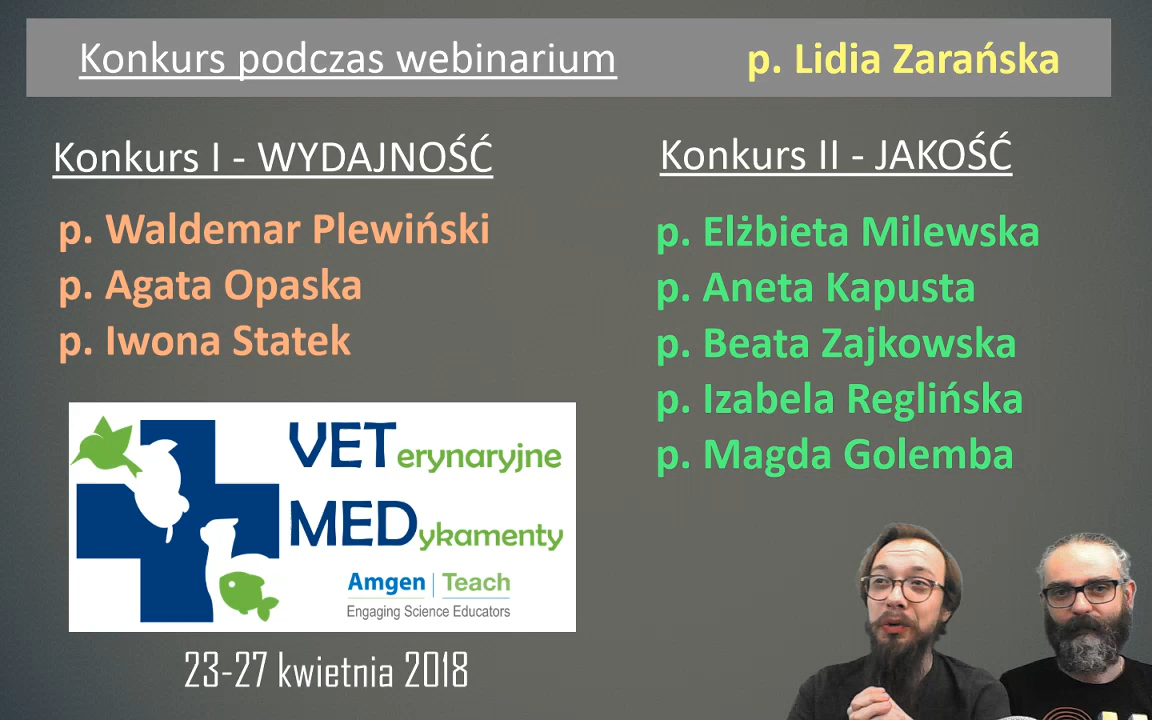 Konkurs podczas webinarium
p. Lidia Zarańska
Konkurs I - WYDAJNOŚĆ
p. Waldemar Plewiński
p. Agata Opaska
p. Iwona Statek
Konkurs II - JAKOŚĆ
p. Elżbieta Milewska
p. Aneta Kapusta
p. Beata Zajkowska
p. Izabela Reglińska
p. Magda Golemba
VETerynaryjne
MEDykamenty
Amgen | Teach
Engaging Science Educators
23-27 kwietnia 2018